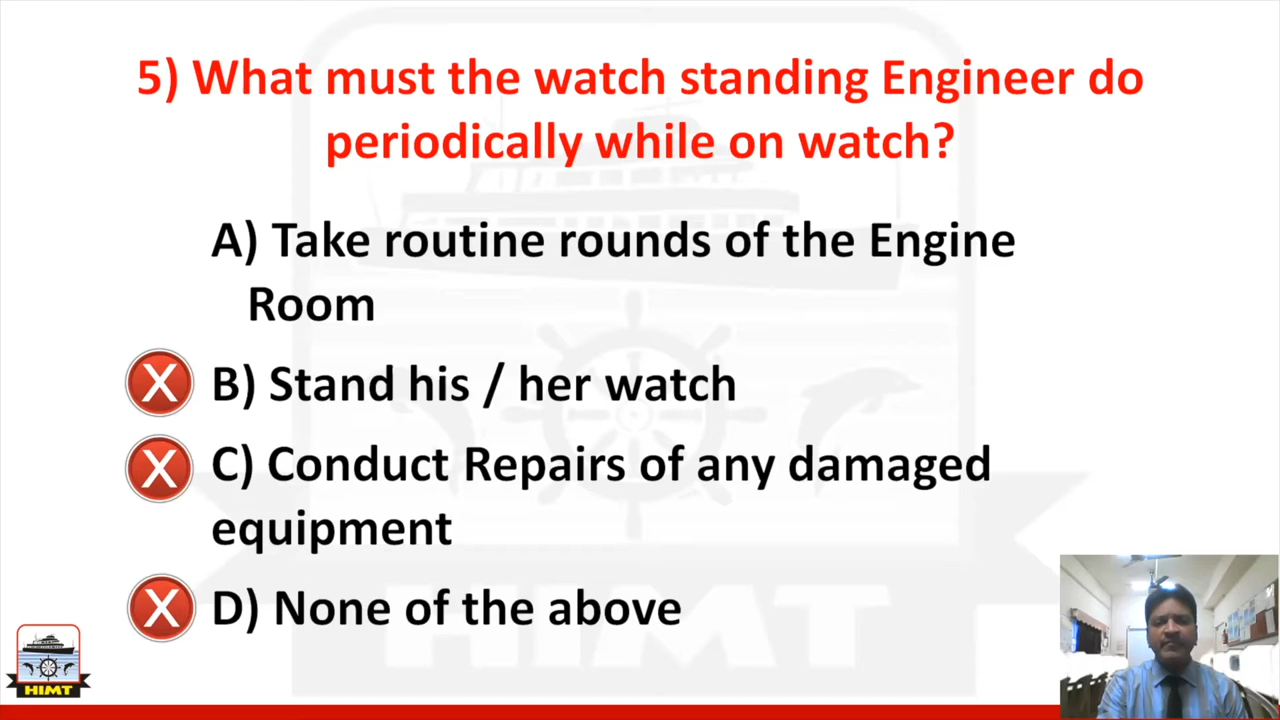 5) What must the watch standing Engineer do
periodically while on watch?
A) Take routine rounds of the Engine
Room
X B) Stand his / her watch
X C) Conduct Repairs of any damaged
equipment
X D) None of the above
HIMT
HIMT